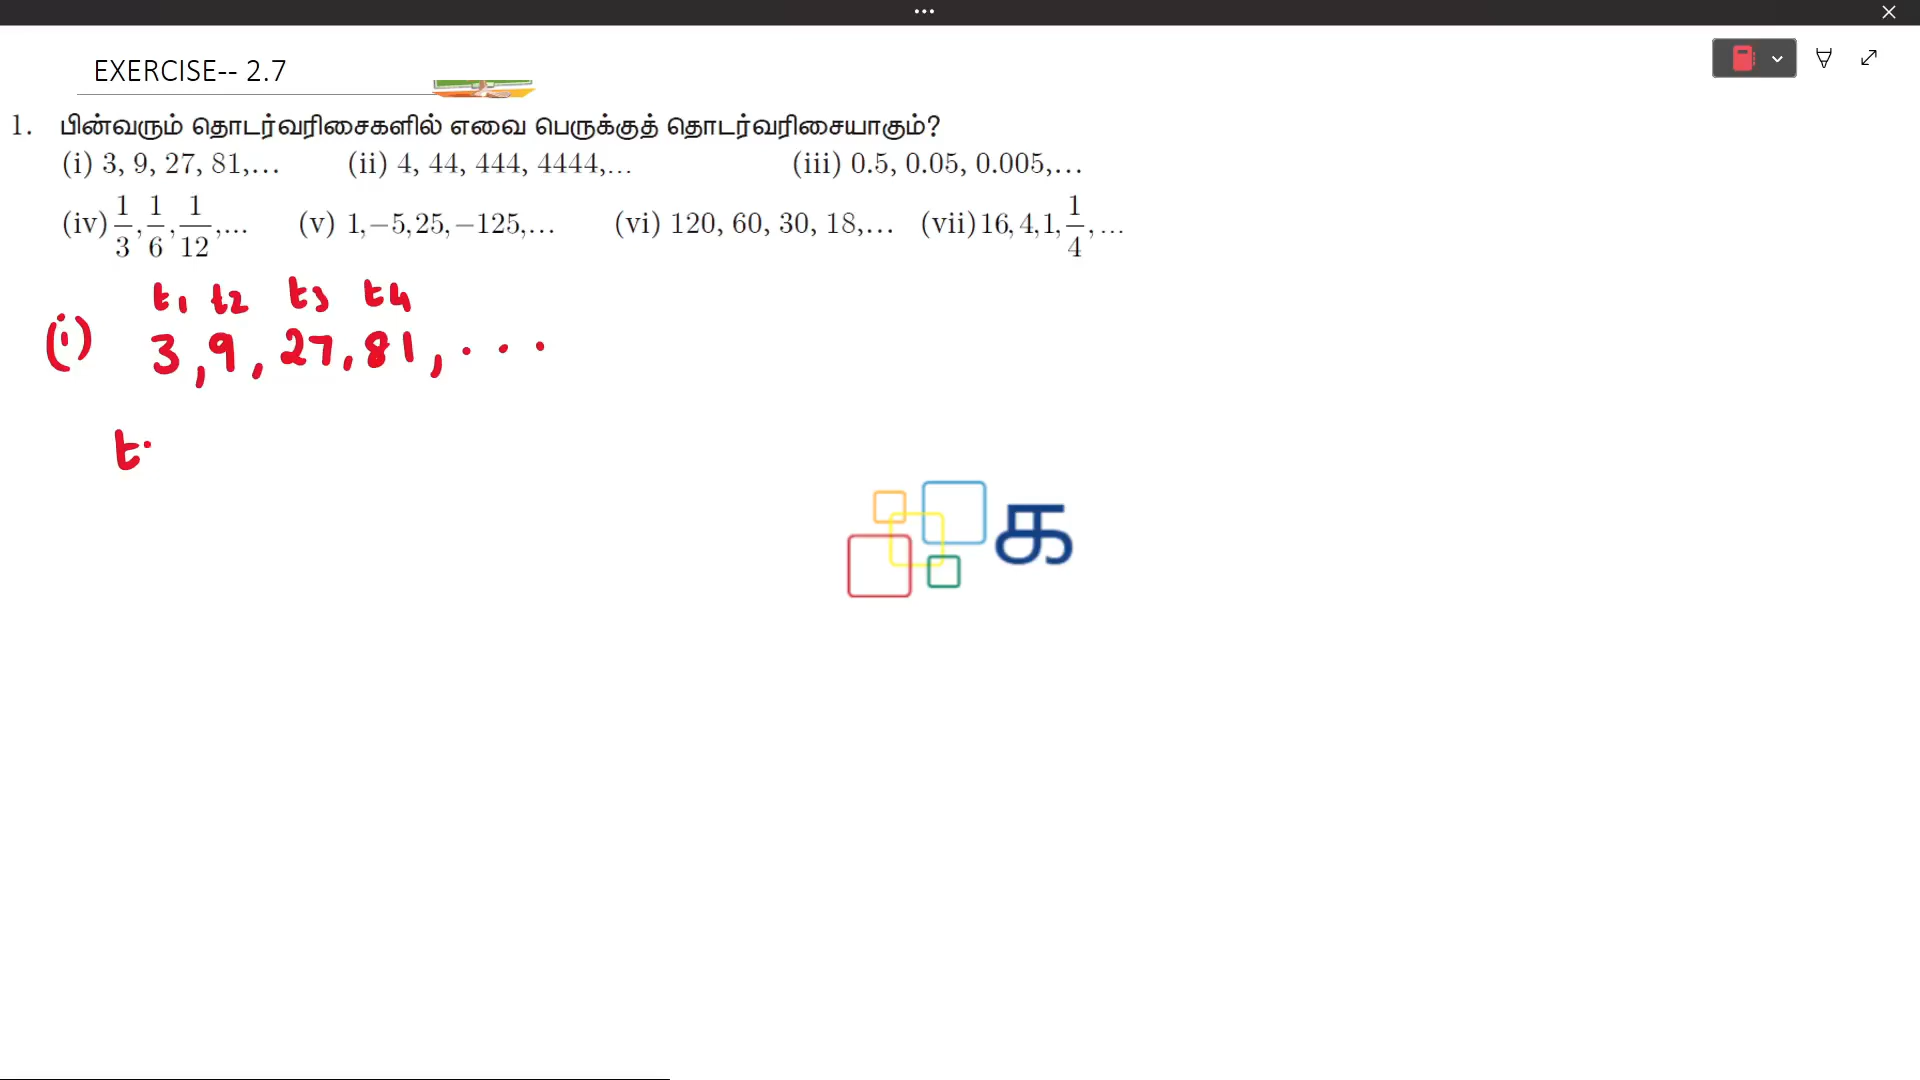 EXERCISE-- 2.7
1. பின்வரும் தொடர்வரிசைகளில் எவை பெருக்குத் தொடர்வரிசையாகும்?
(i) 3, 9, 27, 81,... (ii) 4, 44, 444, 4444,... (iii) 0.5, 0.05, 0.005,...
(iv) 1/3, 1/6, 1/12,... (v) 1,−5,25,−125,... (vi) 120, 60, 30, 18,... (vii) 16,4,1,1/4,...
t1 t2 t3 t4
(i) 3, 9, 27, 81, . . .
t
க